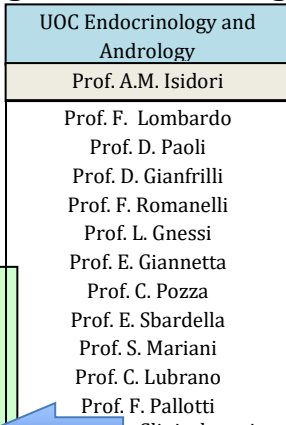 UOC Endocrinology and
Andrology
Prof. A.M. Isidori
Prof. F. Lombardo
Prof. D. Paoli
Prof. D. Gianfrilli
Prof. F. Romanelli
Prof. L. Gnessi
Prof. E. Giannetta
Prof. C. Pozza
Prof. E. Sbardella
Prof. S. Mariani
Prof. C. Lubrano
Prof. F. Pallotti